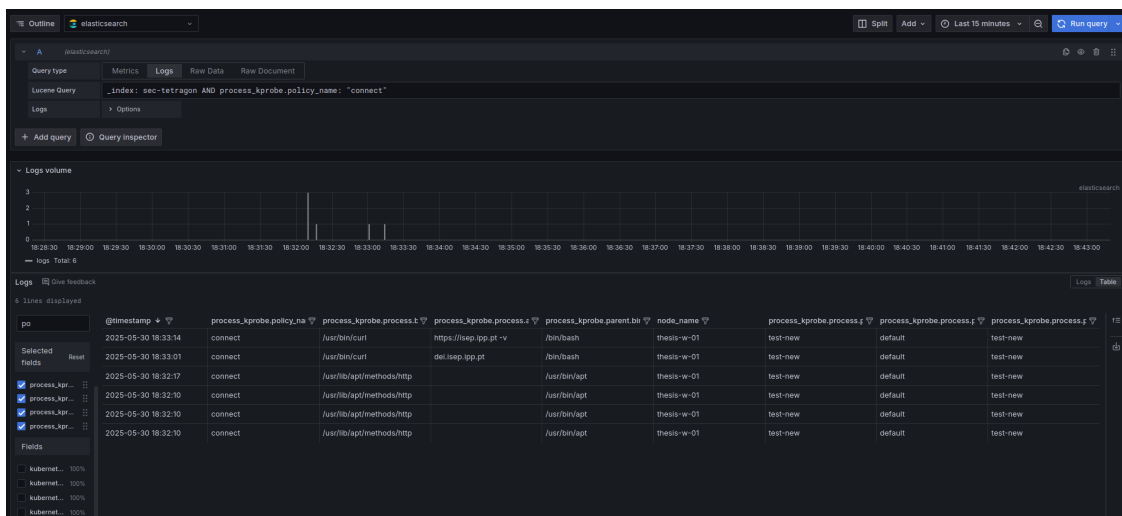 Outline elasticsearch Split Add Last 15 minutes Run query
A (elasticsearch)
Query type Metrics Logs Raw Data Raw Document
Lucene Query _index: sec-tetragon AND process_kprobe.policy_name: "connect"
Logs > Options
+ Add query Query inspector
Logs volume
elasticsearch
3
2
1
0
18:28:30 18:29:00 18:29:30 18:30:00 18:30:30 18:31:00 18:31:30 18:32:00 18:32:30 18:33:00 18:33:30 18:34:00 18:34:30 18:35:00 18:35:30 18:36:00 18:36:30 18:37:00 18:37:30 18:38:00 18:38:30 18:39:00 18:39:30 18:40:00 18:40:30 18:41:00 18:41:30 18:42:00 18:42:30 18:43:00
logs Total: 6
Logs Give feedback Logs Table
6 lines displayed
po
@timestamp process_kprobe.policy_na process_kprobe.process.b process_kprobe.process.a process_kprobe.parent.bin node_name process_kprobe.process.p process_kprobe.process.p process_kprobe.process.p
2025-05-30 18:33:14 connect /usr/bin/curl https://isep.ipp.pt -v /bin/bash thesis-w-01 test-new default test-new
2025-05-30 18:33:01 connect /usr/bin/curl dei.isep.ipp.pt /bin/bash thesis-w-01 test-new default test-new
2025-05-30 18:32:17 connect /usr/lib/apt/methods/http /usr/bin/apt thesis-w-01 test-new default test-new
2025-05-30 18:32:10 connect /usr/lib/apt/methods/http /usr/bin/apt thesis-w-01 test-new default test-new
2025-05-30 18:32:10 connect /usr/lib/apt/methods/http /usr/bin/apt thesis-w-01 test-new default test-new
2025-05-30 18:32:10 connect /usr/lib/apt/methods/http /usr/bin/apt thesis-w-01 test-new default test-new
Selected fields Reset
process_kpr...
process_kpr...
process_kpr...
process_kpr...
Fields
kubernet... 100%
kubernet... 100%
kubernet... 100%
kubernet... 100%